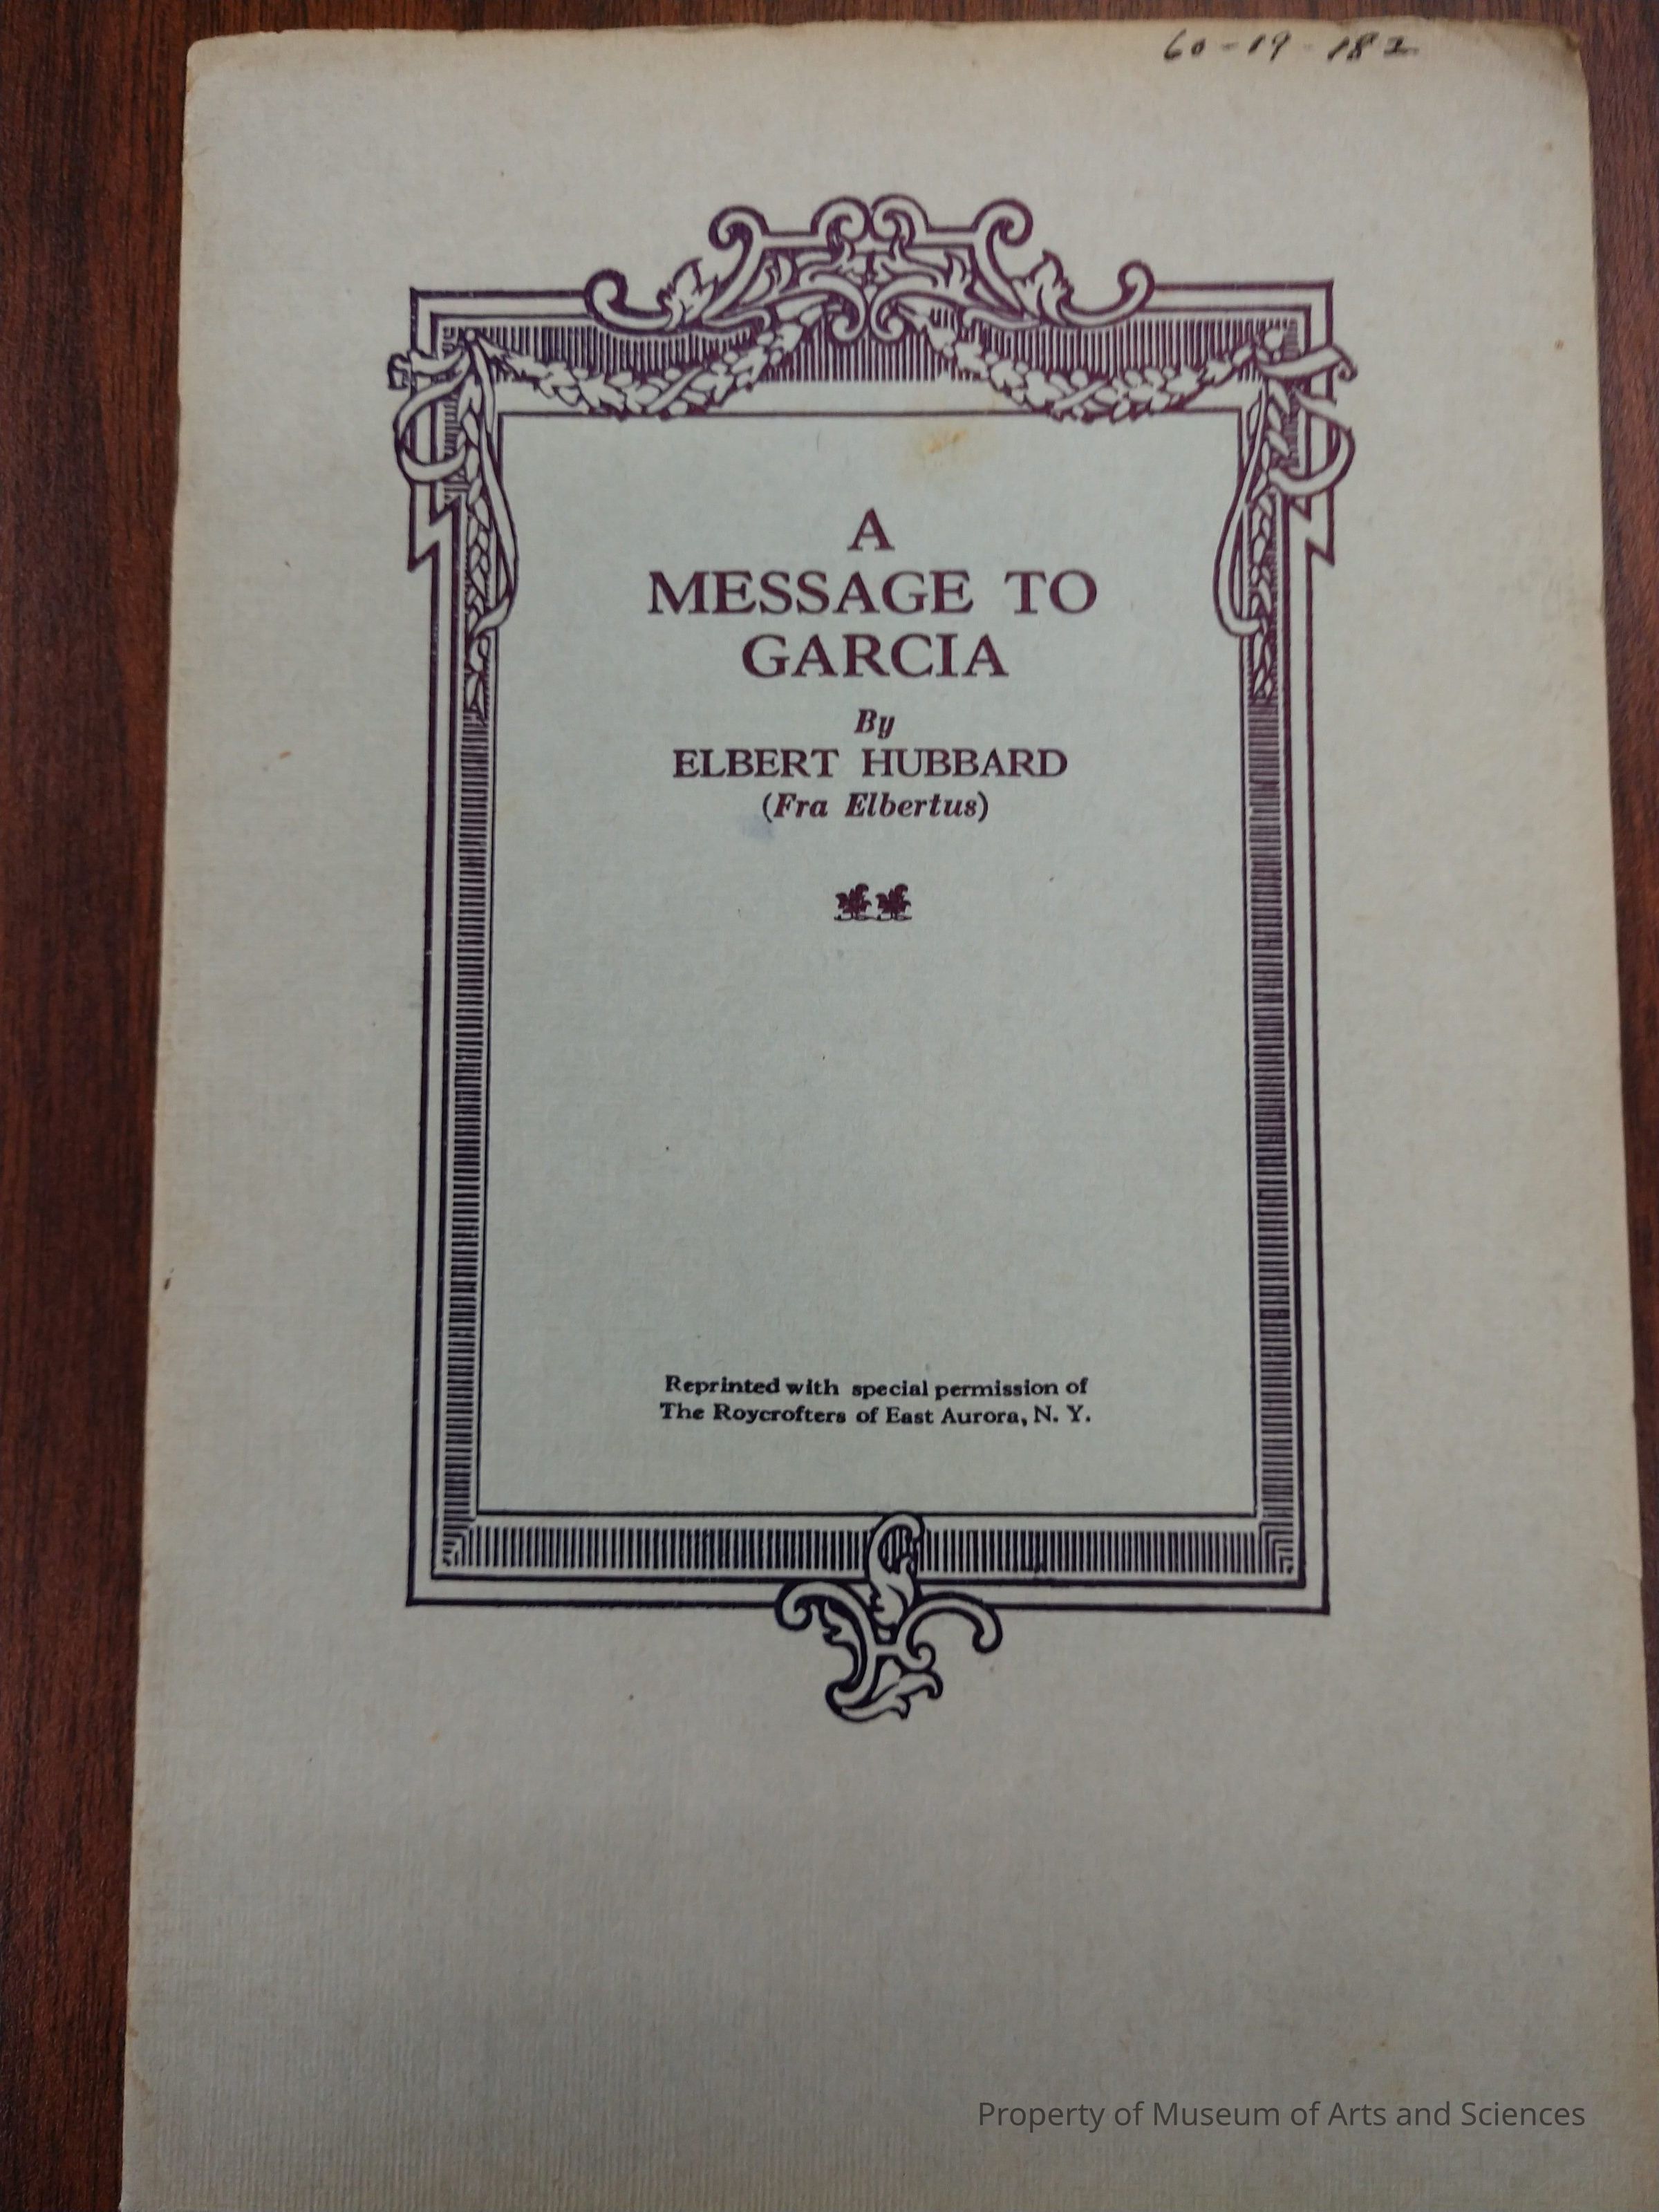 60-19-182
A
MESSAGE TO
GARCIA
By
ELBERT HUBBARD
(Fra Elbertus)
Reprinted with special permission of
The Roycrofters of East Aurora, N. Y.
Property of Museum of Arts and Sciences